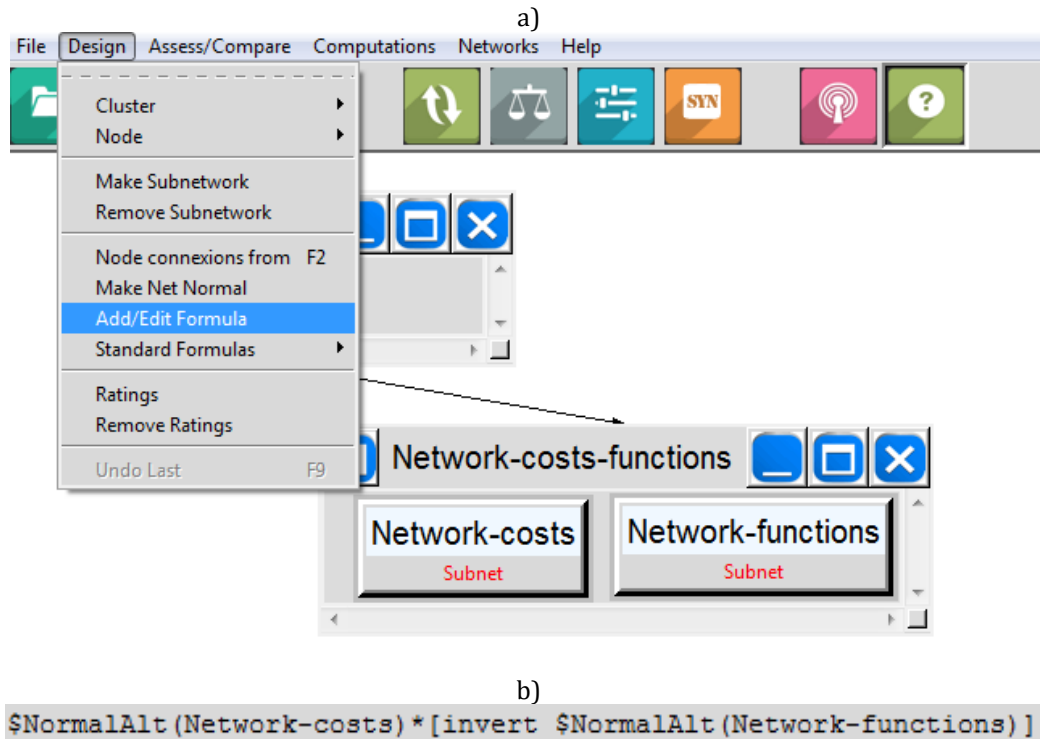 a)
File Design Assess/Compare Computations Networks Help
Cluster
Node
SYN
?
Make Subnetwork
Remove Subnetwork
Node connexions from F2
Make Net Normal
Add/Edit Formula
Standard Formulas
Ratings
Remove Ratings
Undo Last F9
Network-costs-functions
Network-costs Network-functions
Subnet Subnet
b)
$NormalAlt(Network-costs)*[invert $NormalAlt(Network-functions)]